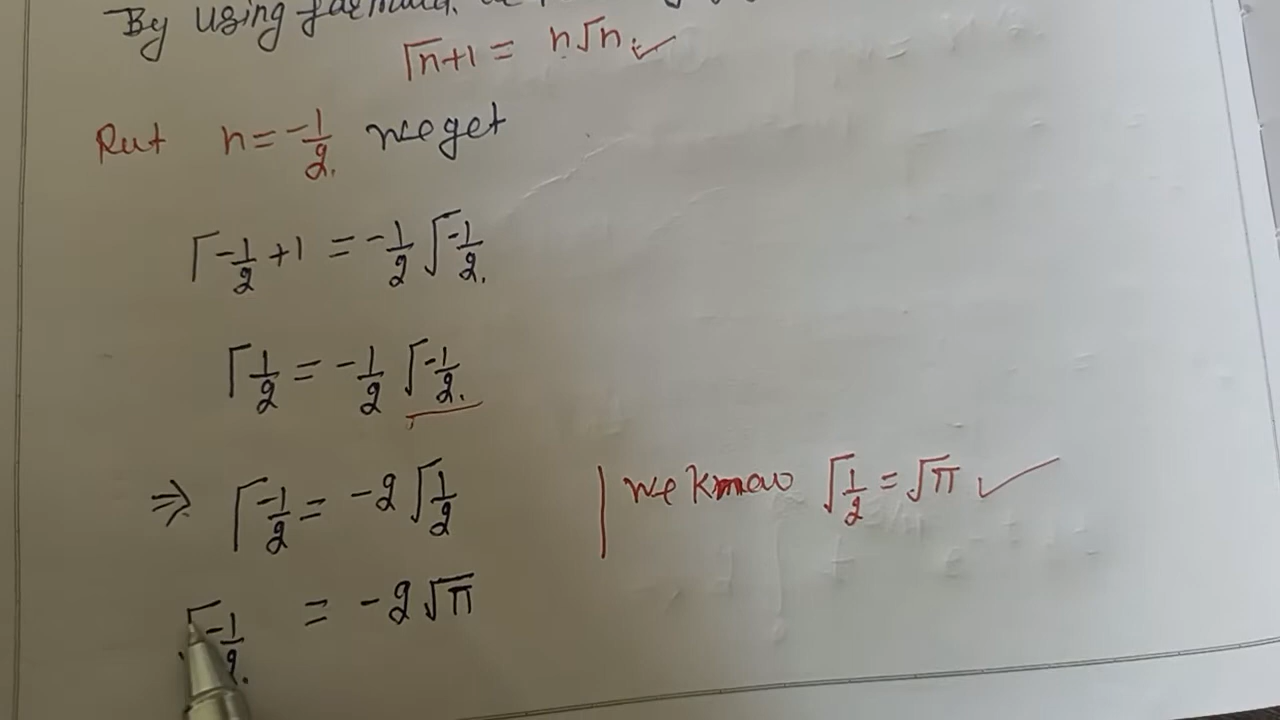 By using formula
Γn+1 = nΓn ✓
Put n = -1/2. we get
Γ-1/2 + 1 = -1/2 Γ-1/2.
Γ1/2 = -1/2 Γ-1/2.
⇒ Γ-1/2 = -2 Γ1/2 | we know Γ1/2 = √π ✓
Γ-1/2. = -2√π